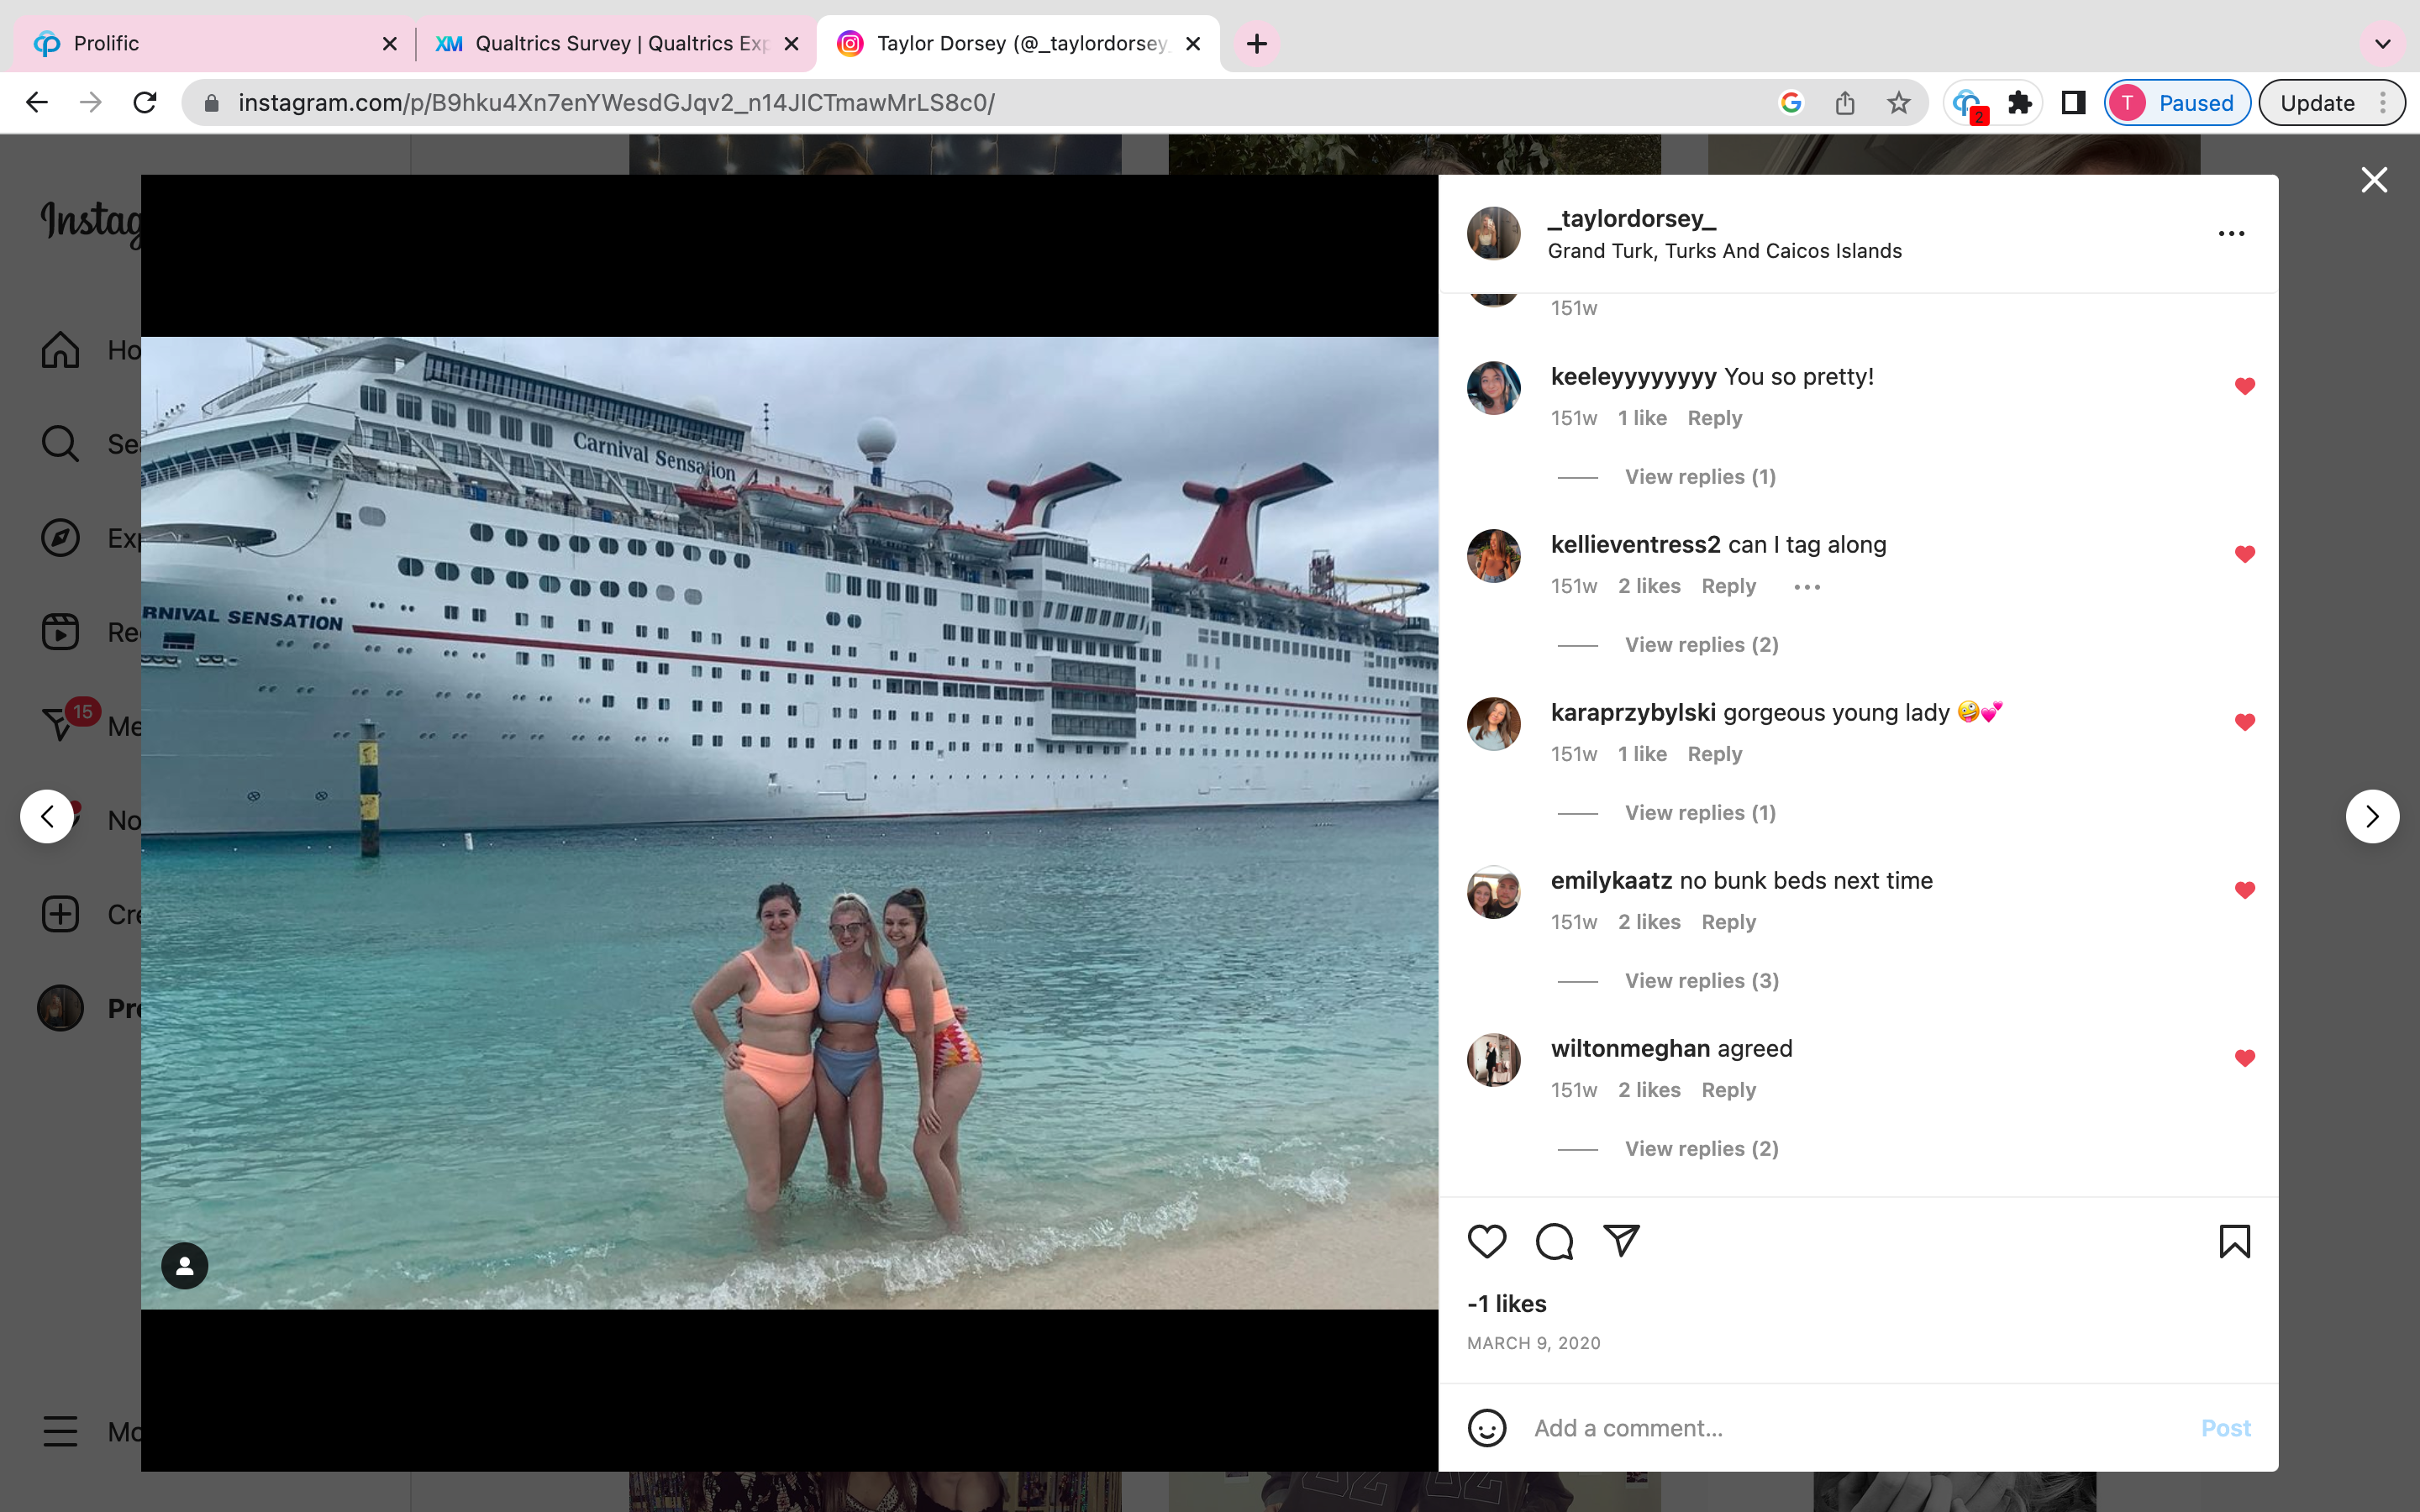 Prolific
Qualtrics Survey | Qualtrics Exp
Taylor Dorsey (@_taylordorsey_
instagram.com/p/B9hku4Xn7enYWesdGJqv2_n14JICTmawMrLS8c0/
2
T
Paused
Update
Instag
Ho
Se
Exp
Re
15
Me
No
Cre
Pro
Mo
Carnival Sensation
RNIVAL SENSATION
_taylordorsey_
Grand Turk, Turks And Caicos Islands
151w
keeleyyyyyyyy You so pretty!
151w 1 like Reply
View replies (1)
kellieventress2 can I tag along
151w 2 likes Reply
View replies (2)
karaprzybylski gorgeous young lady 🤪💕
151w 1 like Reply
View replies (1)
emilykaatz no bunk beds next time
151w 2 likes Reply
View replies (3)
wiltonmeghan agreed
151w 2 likes Reply
View replies (2)
-1 likes
MARCH 9, 2020
Add a comment...
Post